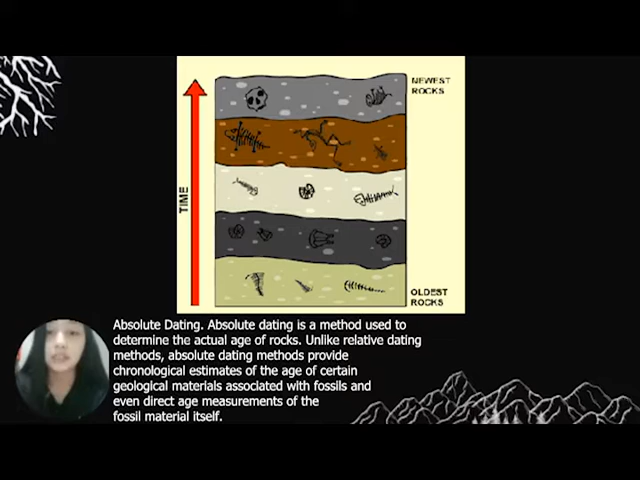 NEWEST
ROCKS
TIME
OLDEST
ROCKS
Absolute Dating. Absolute dating is a method used to
determine the actual age of rocks. Unlike relative dating
methods, absolute dating methods provide
chronological estimates of the age of certain
geological materials associated with fossils and
even direct age measurements of the
fossil material itself.